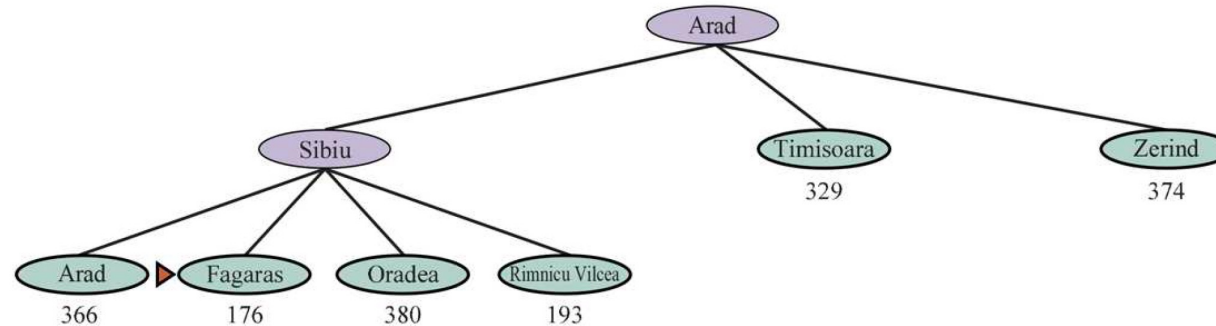 Arad
Sibiu Timisoara Zerind
329 374
Arad Fagaras Oradea Rimnicu Vilcea
366 176 380 193